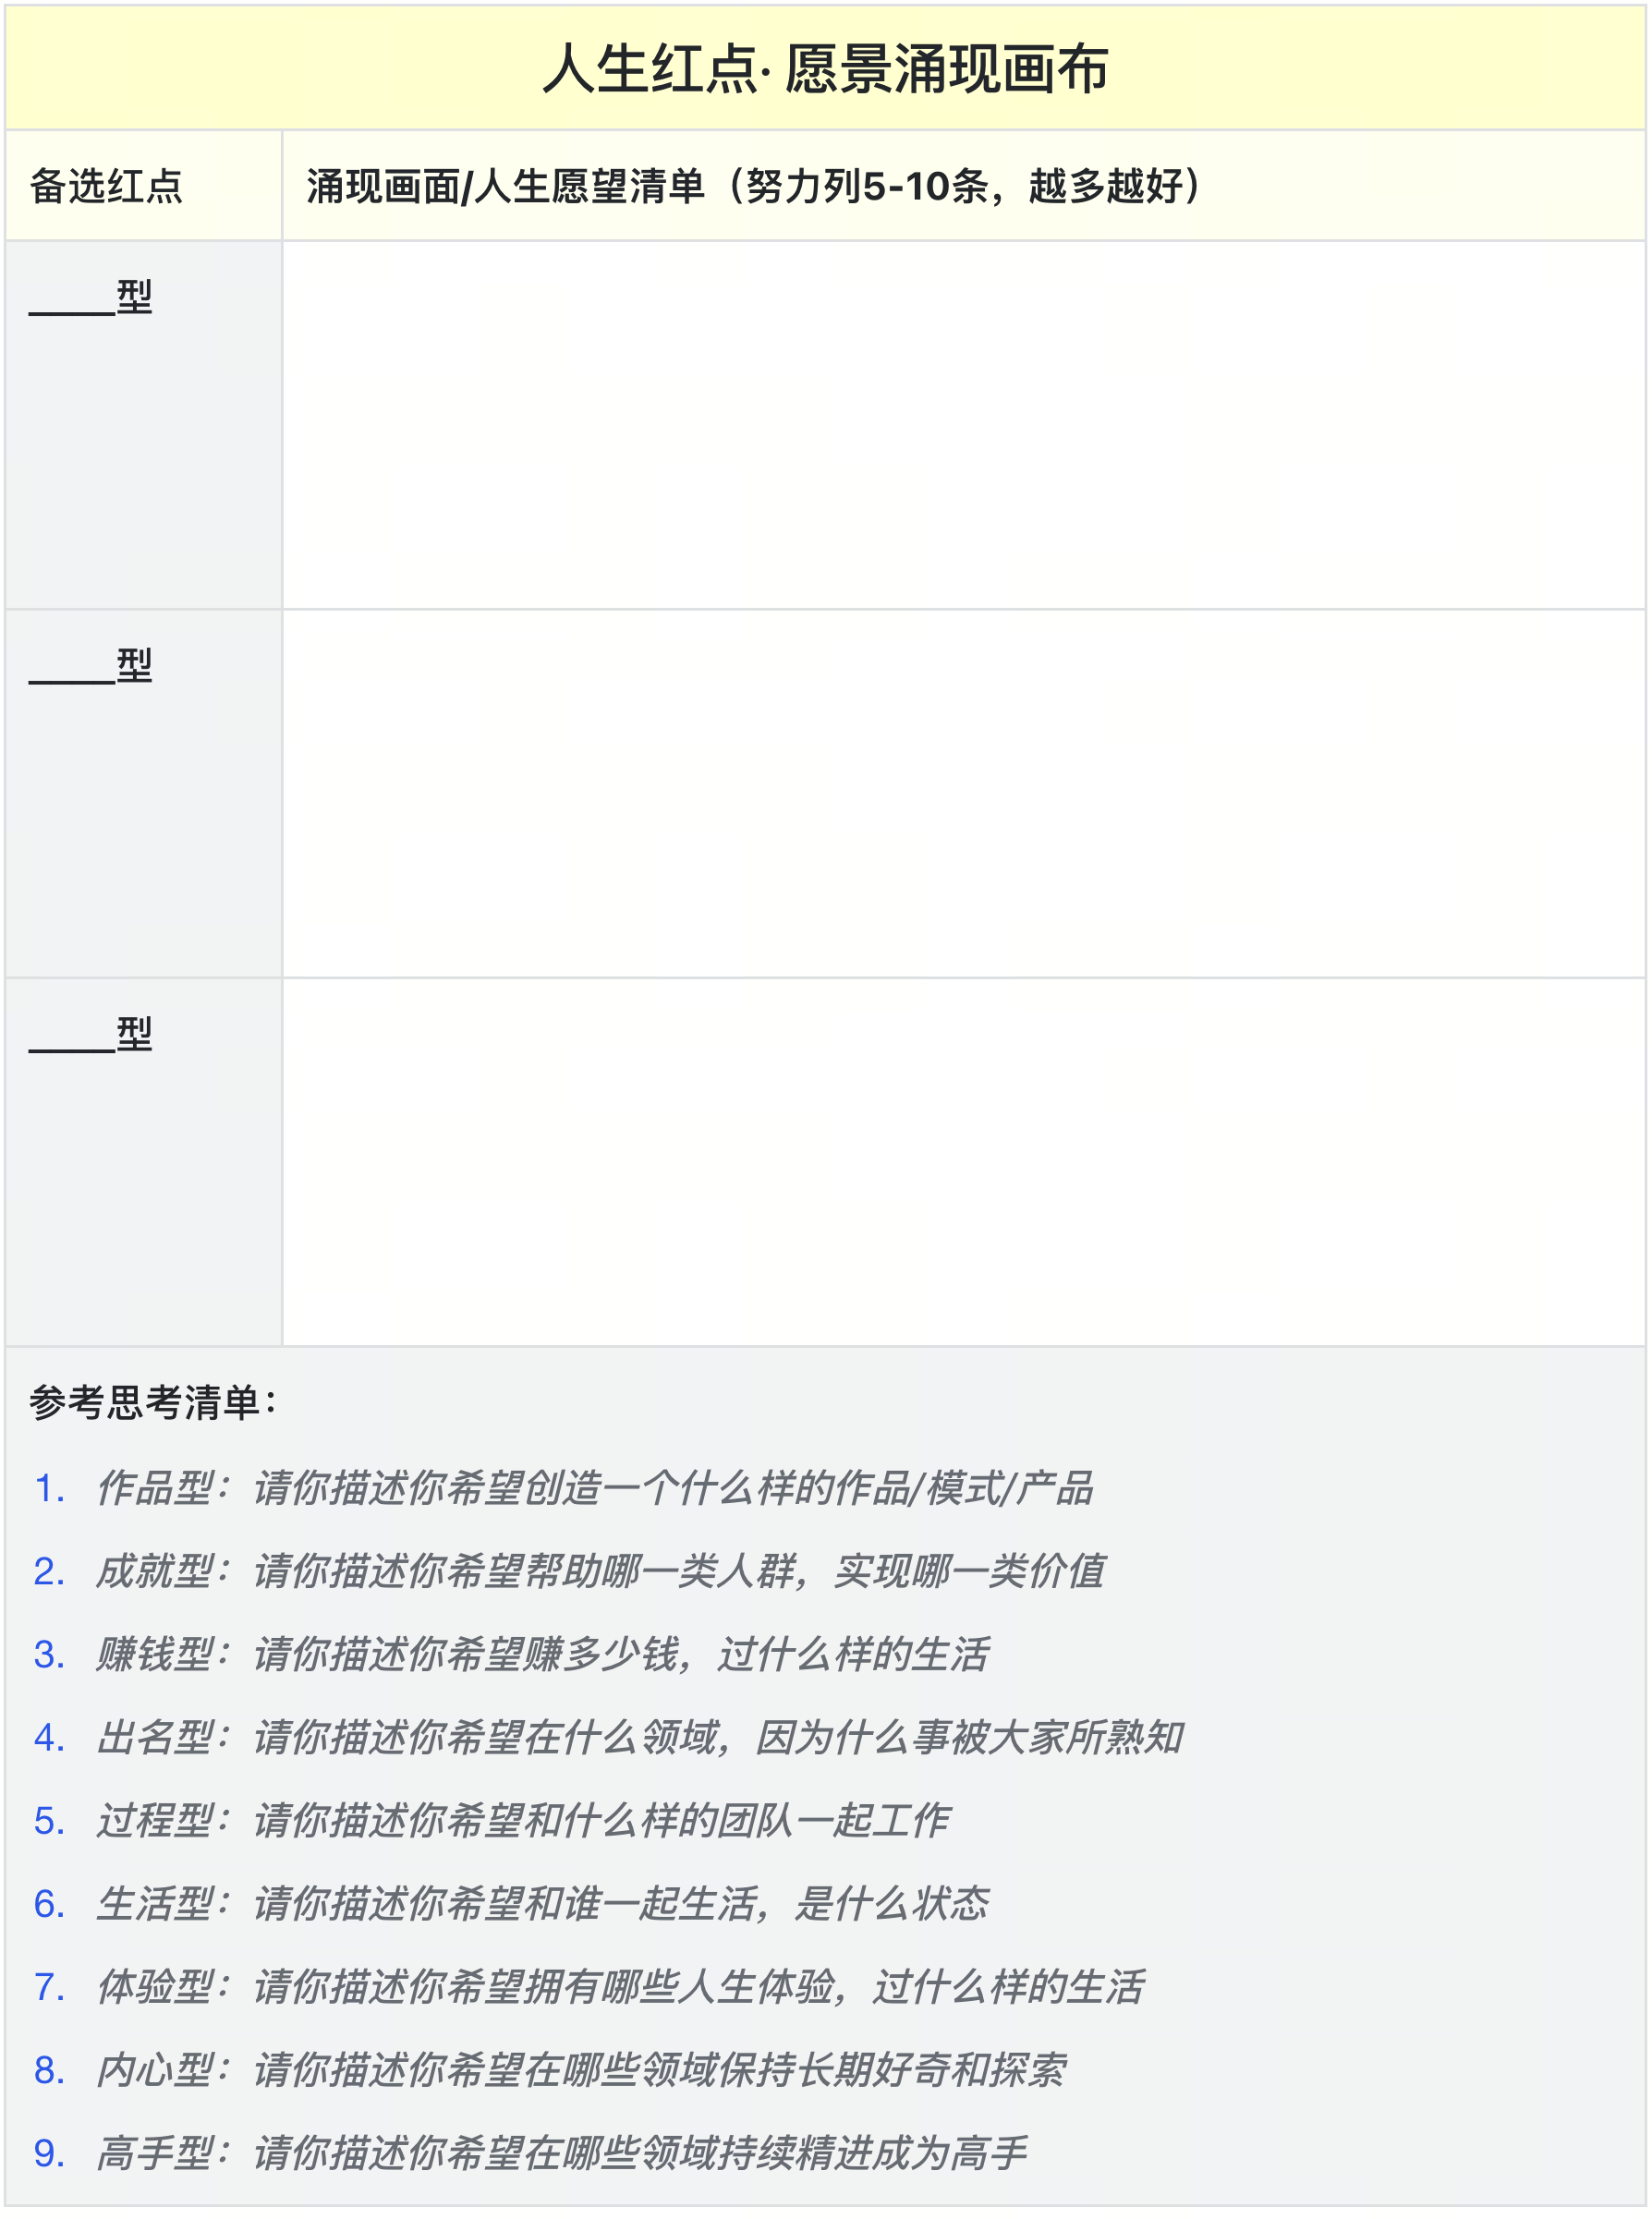 人生红点· 愿景涌现画布
备选红点
涌现画面/人生愿望清单（努力列5-10条，越多越好）
____型
____型
____型
参考思考清单：
1. 作品型：请你描述你希望创造一个什么样的作品/模式/产品
2. 成就型：请你描述你希望帮助哪一类人群，实现哪一类价值
3. 赚钱型：请你描述你希望赚多少钱，过什么样的生活
4. 出名型：请你描述你希望在什么领域，因为什么事被大家所熟知
5. 过程型：请你描述你希望和什么样的团队一起工作
6. 生活型：请你描述你希望和谁一起生活，是什么状态
7. 体验型：请你描述你希望拥有哪些人生体验，过什么样的生活
8. 内心型：请你描述你希望在哪些领域保持长期好奇和探索
9. 高手型：请你描述你希望在哪些领域持续精进成为高手